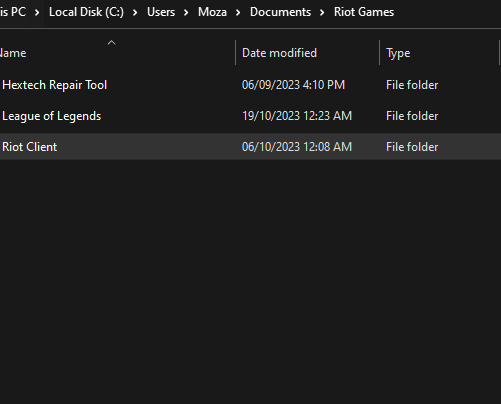 is PC > Local Disk (C:) > Users > Moza > Documents > Riot Games
Name Date modified Type
Hextech Repair Tool 06/09/2023 4:10 PM File folder
League of Legends 19/10/2023 12:23 AM File folder
Riot Client 06/10/2023 12:08 AM File folder